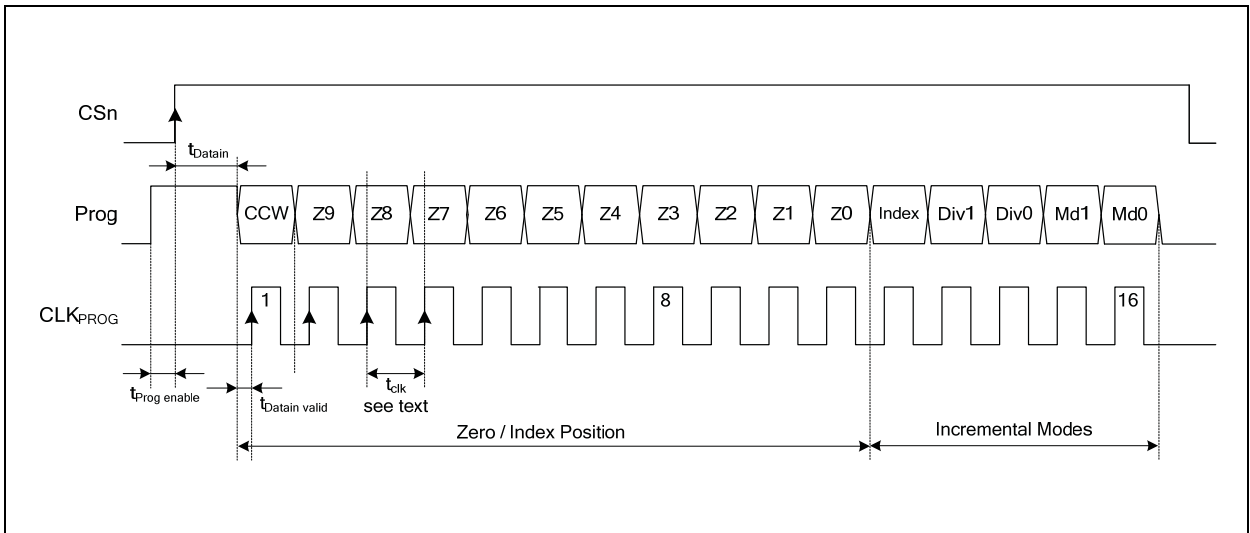 CSn
tDatain
Prog
CCW Z9 Z8 Z7 Z6 Z5 Z4 Z3 Z2 Z1 Z0 Index Div1 Div0 Md1 Md0
CLKPROG
1 8 16
tProg enable
tDatain valid
tclk
see text
Zero / Index Position
Incremental Modes